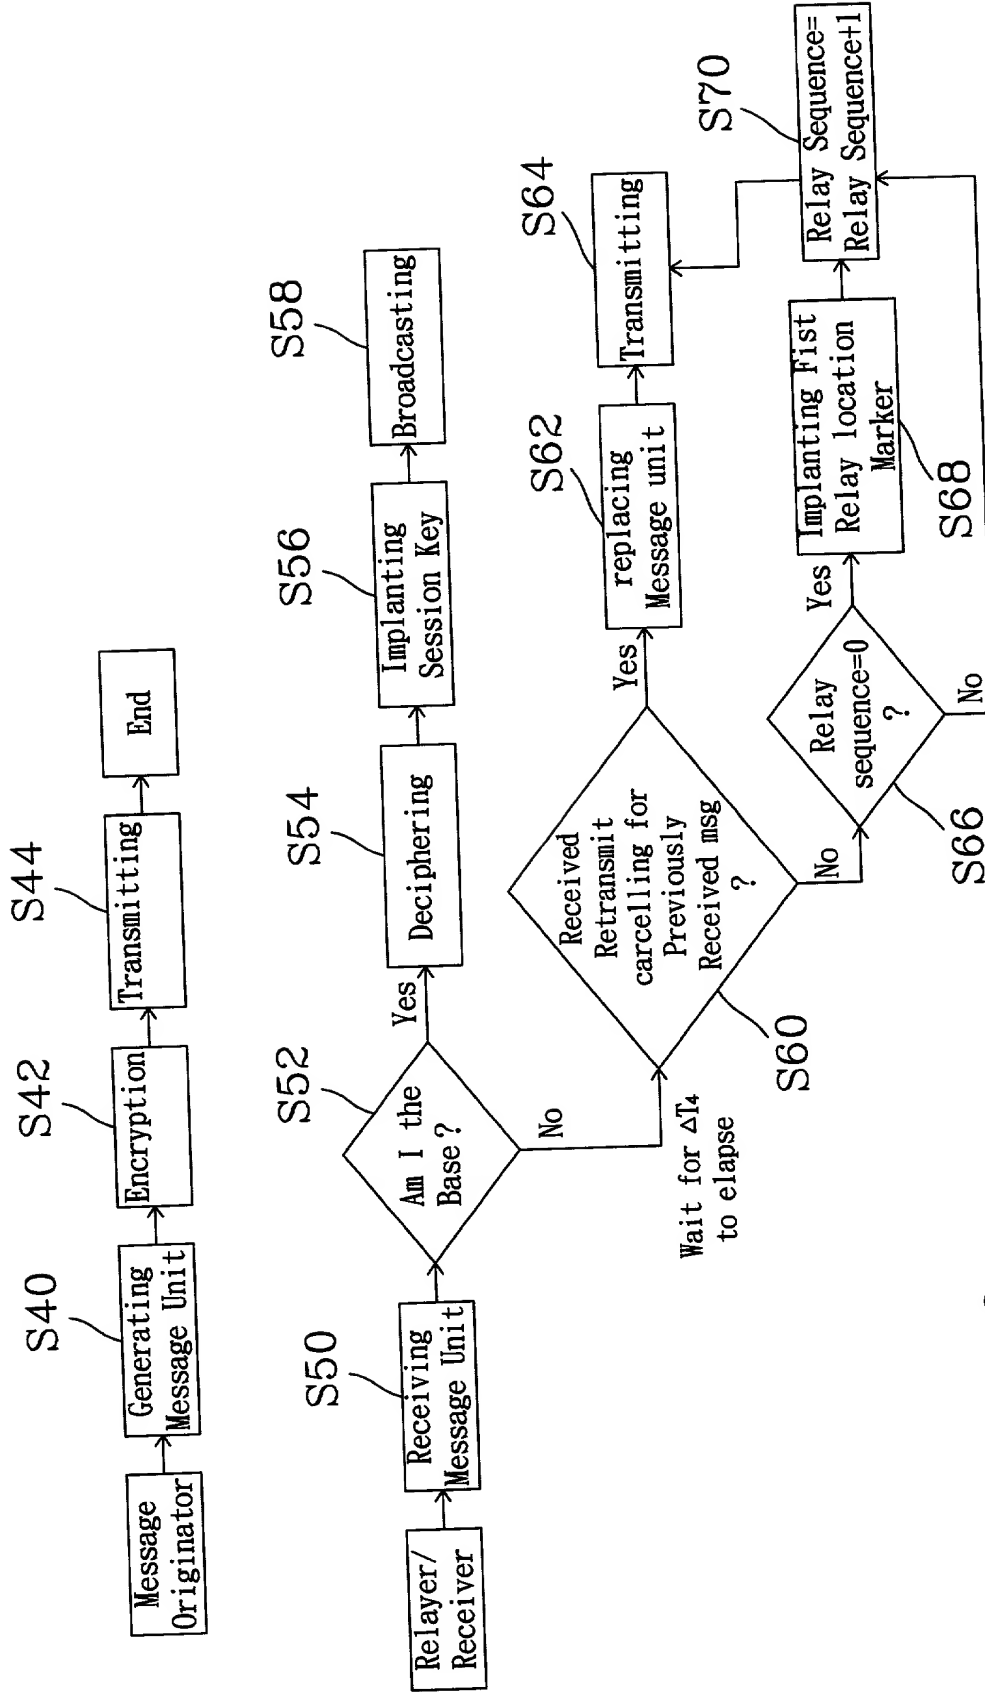 S40
S42
S44
Message
Originator
Generating
Message Unit
Encryption
Transmitting
End
S50
S52
S54
S56
S58
Relayer/
Receiver
Receiving
Message Unit
Am I the
Base?
Yes
Deciphering
Implanting
Session Key
Broadcasting
No
Wait for ΔT4
to elapse
S60
Received
Retransmit
carcelling for
Previously
Received msg
?
Yes
S62
replacing
Message unit
S64
Transmitting
No
S66
Relay
sequence=0
?
Yes
No
S68
Implanting Fist
Relay location
Marker
S70
Relay Sequence=
Relay Sequence+1